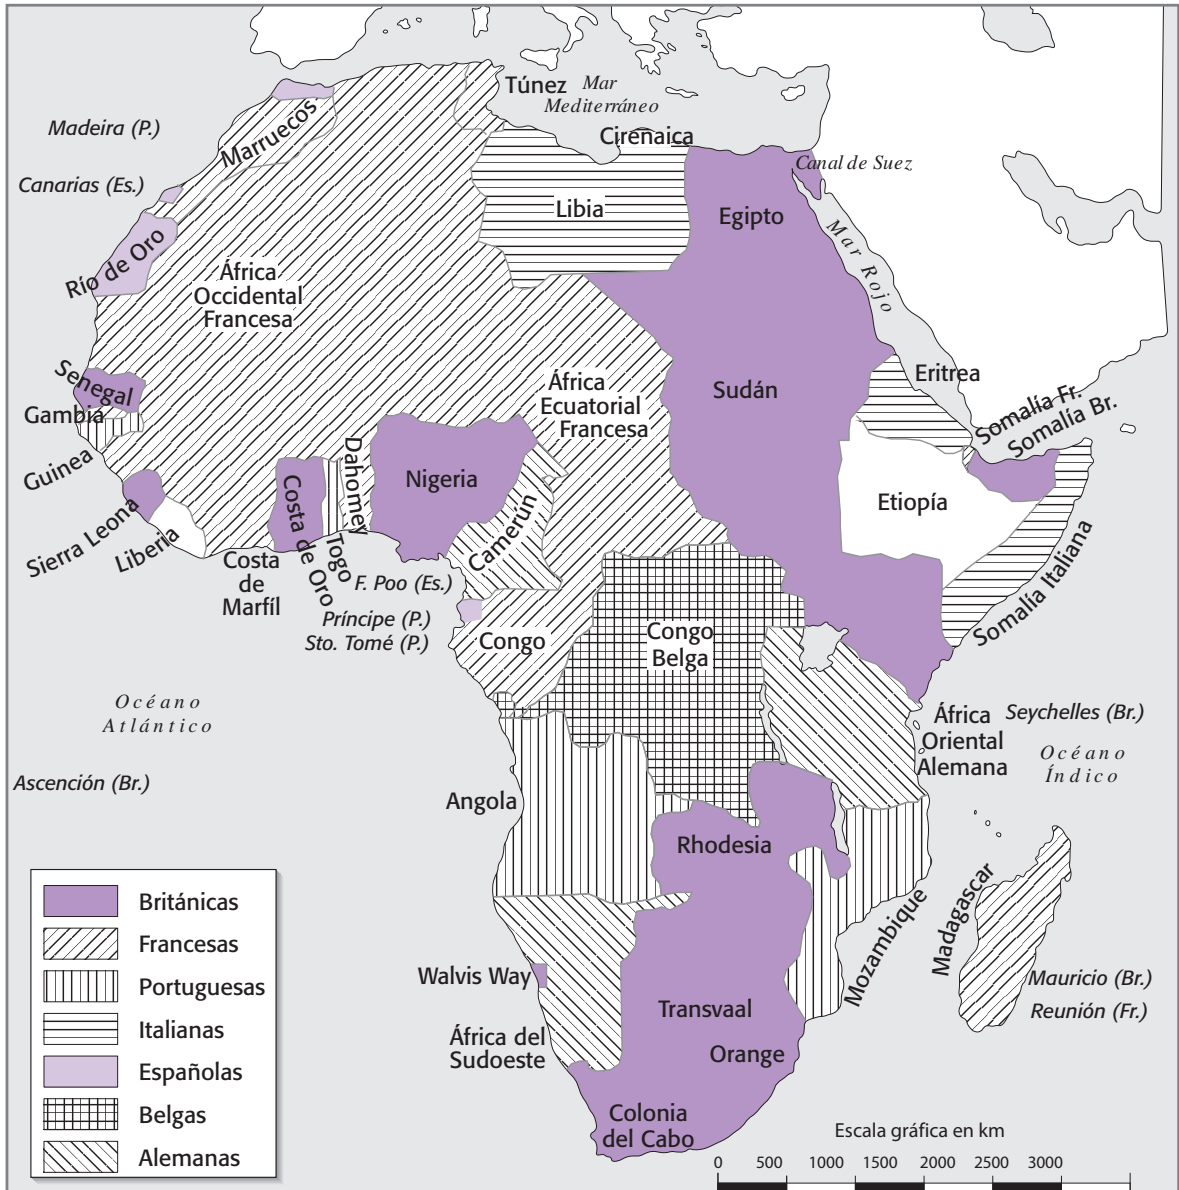 Túnez
Mar
Mediterráneo
Madeira (P.)
Marruecos
Cirenaica
Canal de Suez
Canarias (Es.)
Libia
Egipto
Río de Oro
Mar Rojo
África
Occidental
Francesa
Senegal
Gambia
Guinea
Sierra Leona
Liberia
Costa
de
Marfíl
Costa de Oro
Togo
Dahomey
Nigeria
Camerún
África
Ecuatorial
Francesa
Sudán
Eritrea
Somalía Fr.
Somalía Br.
Etiopía
Somalía Italiana
F. Poo (Es.)
Príncipe (P.)
Sto. Tomé (P.)
Congo
Congo
Belga
Océano
Atlántico
África
Oriental
Alemana
Seychelles (Br.)
Océano
Índico
Ascención (Br.)
Angola
Rhodesia
Mozambique
Madagascar
Mauricio (Br.)
Reunión (Fr.)
Walvis Way
África del
Sudoeste
Transvaal
Orange
Colonia
del Cabo
Británicas
Francesas
Portuguesas
Italianas
Españolas
Belgas
Alemanas
Escala gráfica en km
0 500 1000 1500 2000 2500 3000